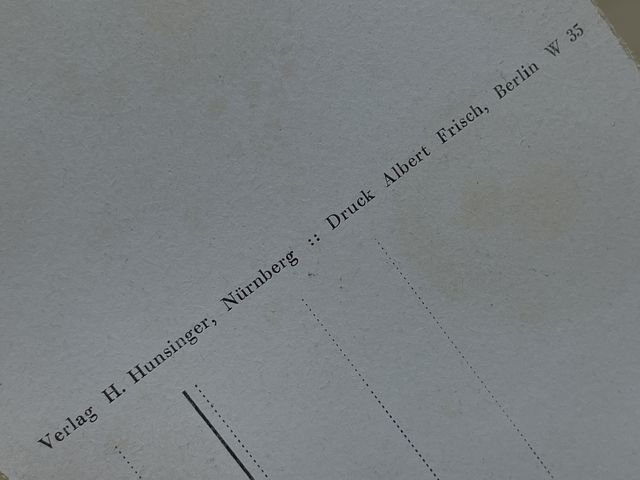 Verlag H. Hunsinger, Nürnberg :: Druck Albert Frisch, Berlin W 35